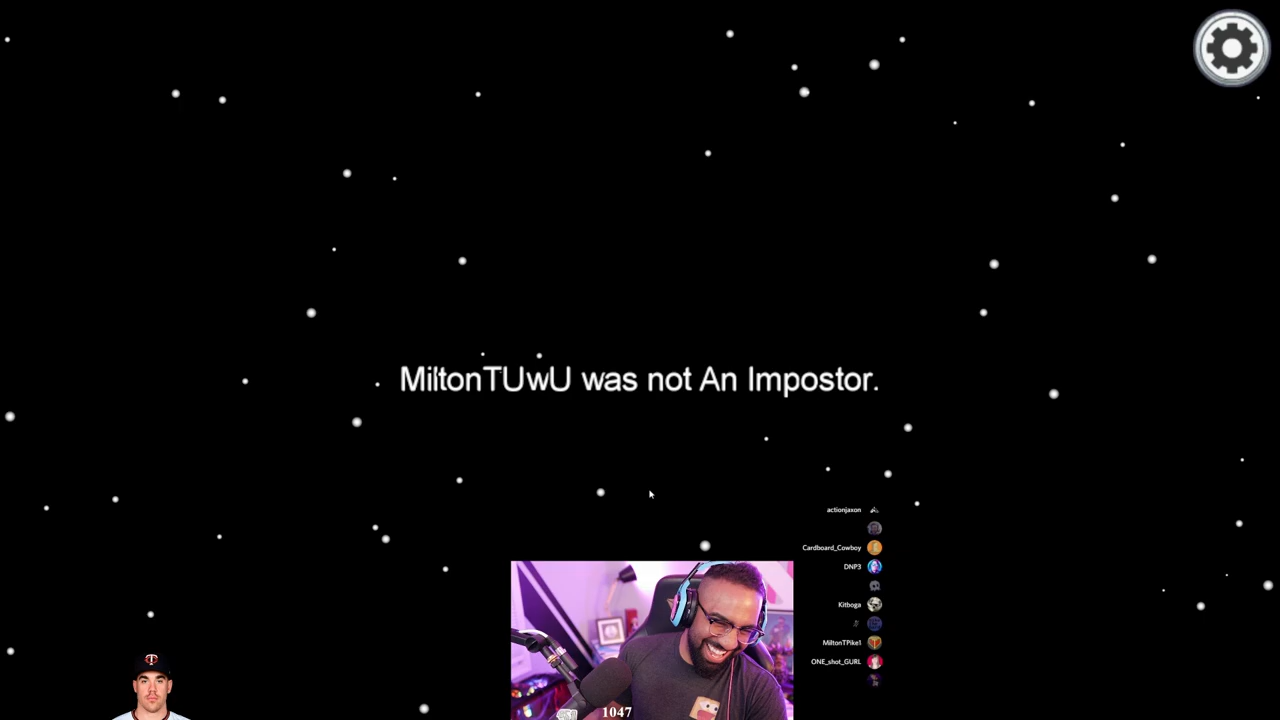 MiltonTUwU was not An Impostor.
actionjaxon
Cardboard_Cowboy
DNP3
Kitboga
MiltonTPike1
ONE_shot_GURL
T
1047